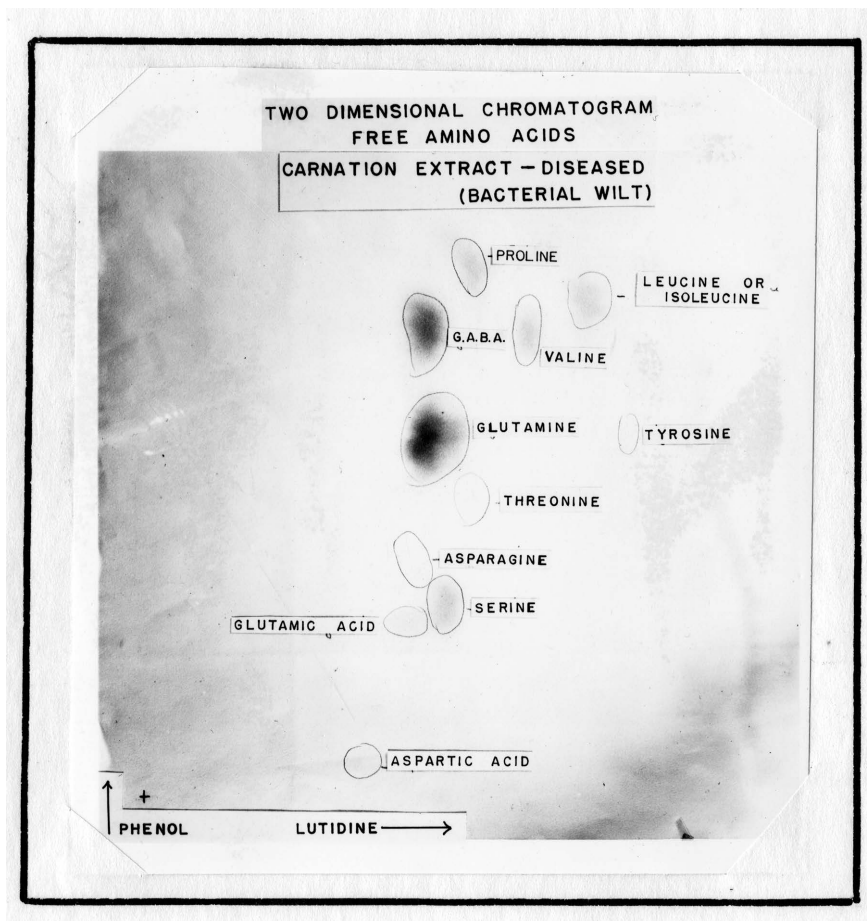 TWO DIMENSIONAL CHROMATOGRAM
FREE AMINO ACIDS
CARNATION EXTRACT — DISEASED
(BACTERIAL WILT)
PROLINE
LEUCINE OR
ISOLEUCINE
G.A.B.A.
VALINE
GLUTAMINE
TYROSINE
THREONINE
ASPARAGINE
SERINE
GLUTAMIC ACID
ASPARTIC ACID
+
PHENOL
LUTIDINE